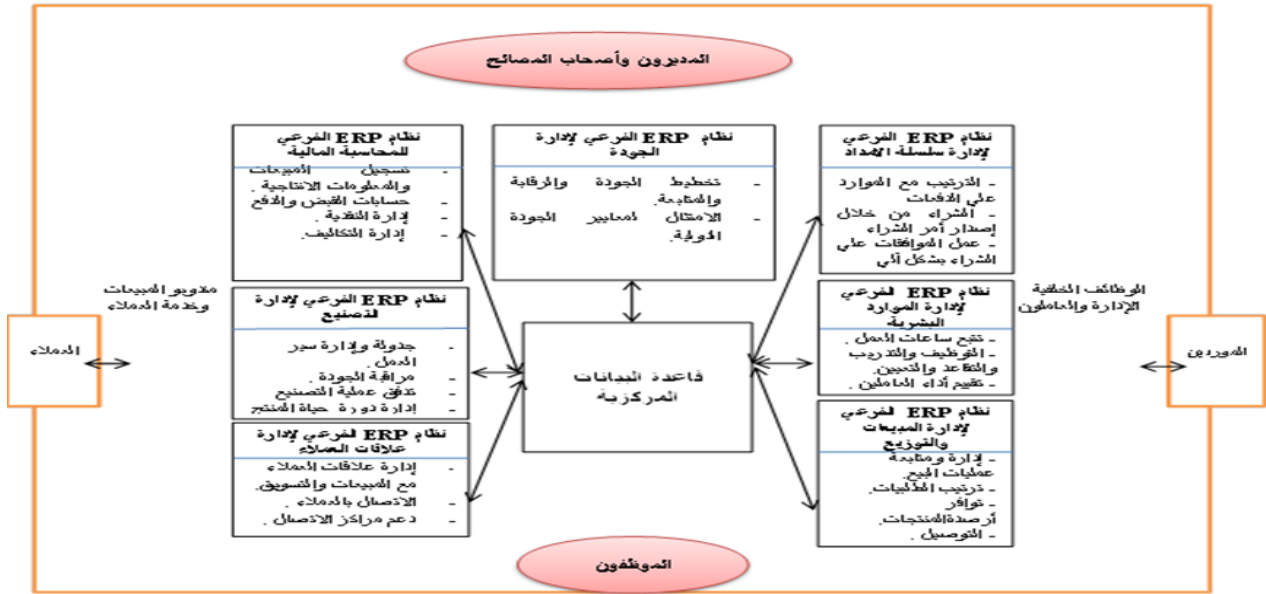 المديرون وأصحاب المصالح
نظام ERP الفرعي
لإدارة سلسلة الامداد
- الترتيب مع الموارد
على الدفعات
- الشراء من خلال
إصدار أمر الشراء
- عمل الموافقات على
الشراء بشكل آلي
نظام ERP الفرعي لإدارة
الجودة
- تخطيط الجودة والرقابة
والمتابعة.
- الامتثال لمعايير الجودة
الدولية.
نظام ERP الفرعي
للمحاسبة المالية
- تسجيل المبيعات
والمعلومات الانتاجية .
- حسابات القبض والدفع
- إدارة النقدية .
- إدارة التكاليف.
الموردين
الوظائف الخلفية
الإدارة والعاملون
نظام ERP الفرعي
لإدارة الموارد
البشرية
- تتبع ساعات العمل .
- التوظيف والتدريب
والتقاعد والتعيين.
- تقييم أداء العاملين .
قاعدة البيانات
المركزية
نظام ERP الفرعي لإدارة
التصنيع
- جدولة وإدارة سير
العمل .
- مراقبة الجودة .
- تدفق عملية التصنيع
- إدارة دورة حياة المنتج
مندوبو المبيعات
وخدمة العملاء
العملاء
نظام ERP الفرعي
لإدارة المبيعات
والتوزيع
- إدارة ومتابعة
عمليات البيع.
- ترتيب الطلبيات.
- توافر
أرصدة المنتجات.
- التوصيل .
نظام ERP الفرعي لإدارة
علاقات العملاء
- إدارة علاقات العملاء
مع المبيعات والتسويق.
- الاتصال بالعملاء .
- دعم مراكز الاتصال .
الموظفون